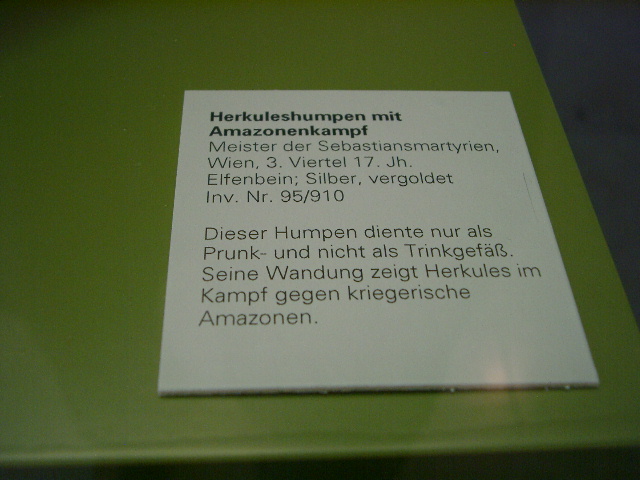 Herkuleshumpen mit
Amazonenkampf
Meister der Sebastiansmartyrien,
Wien, 3. Viertel 17. Jh.
Elfenbein; Silber, vergoldet
Inv. Nr. 95/910
Dieser Humpen diente nur als
Prunk- und nicht als Trinkgefäß.
Seine Wandung zeigt Herkules im
Kampf gegen kriegerische
Amazonen.